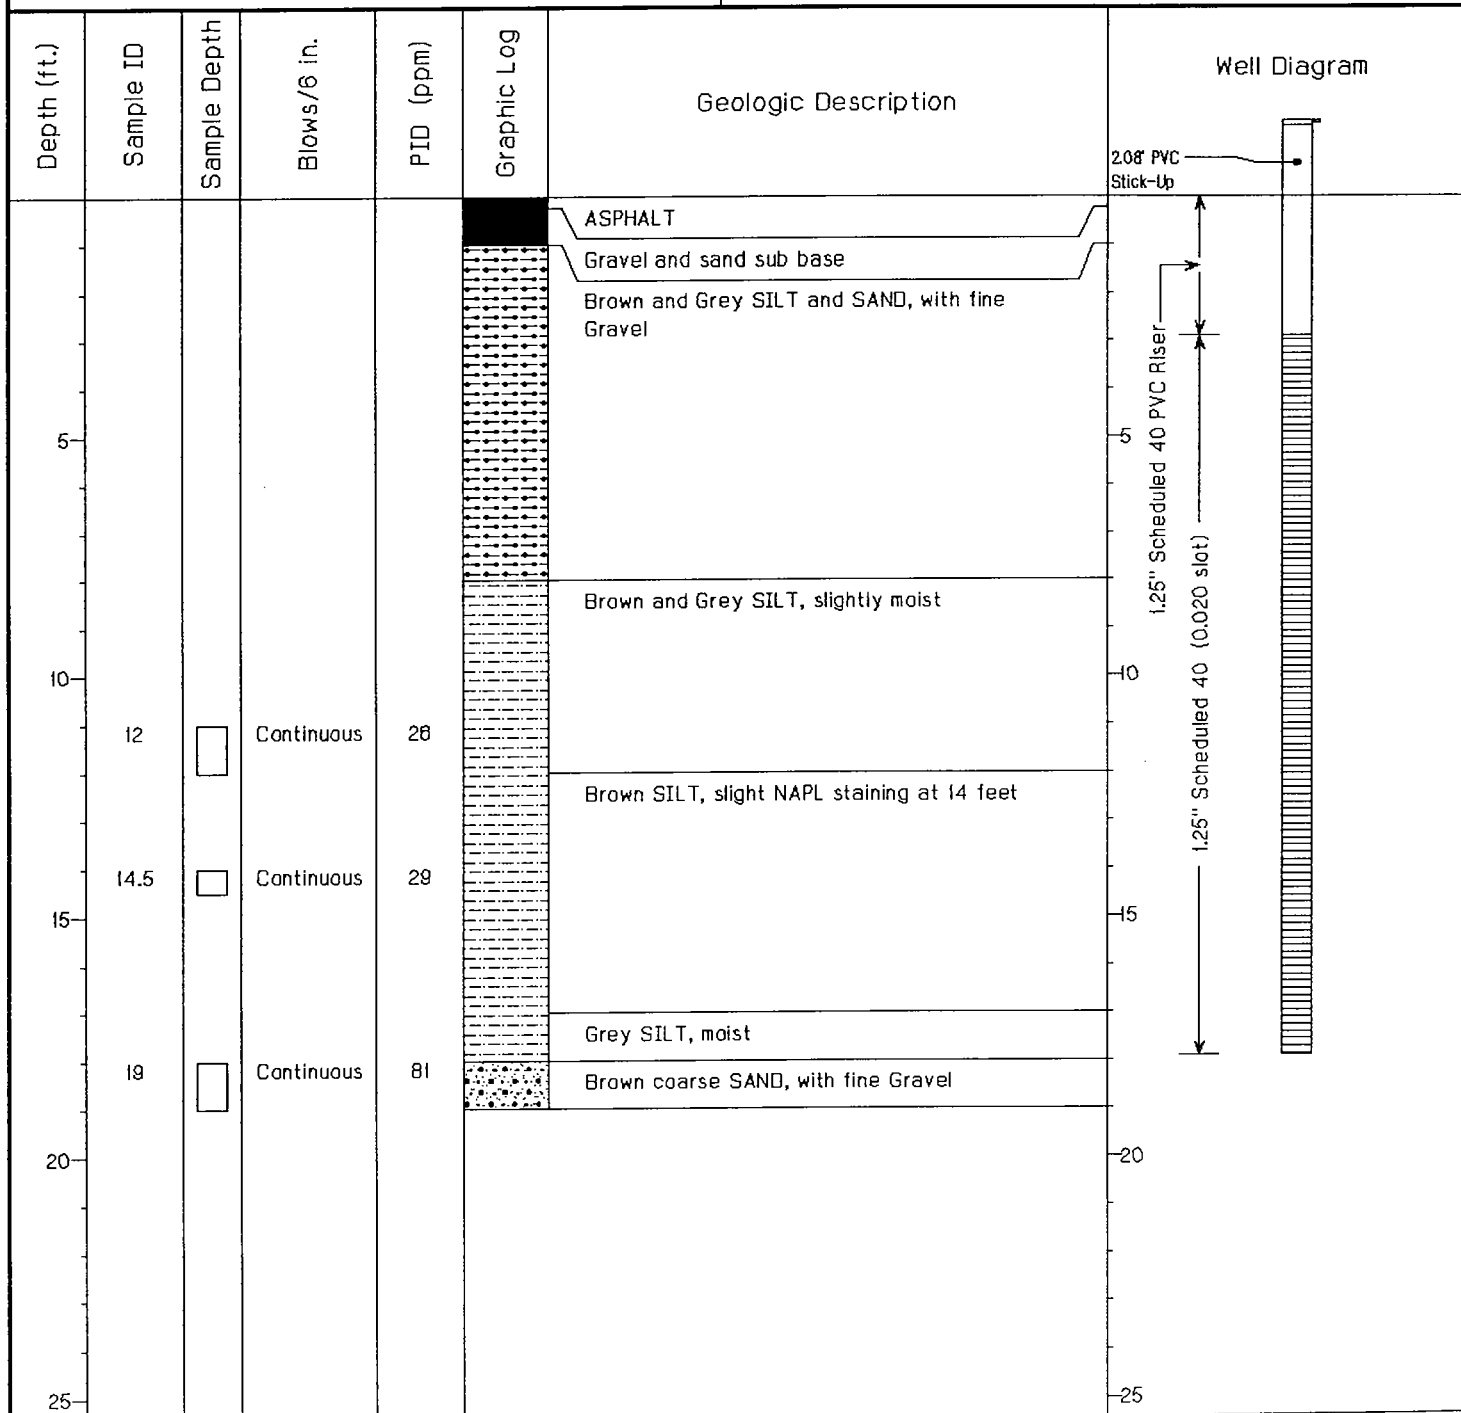 Depth (ft.)
Sample ID
Sample Depth
Blows/6 in.
PID (ppm)
Graphic Log
Geologic Description
Well Diagram
2.08' PVC
Stick-Up
ASPHALT
Gravel and sand sub base
Brown and Grey SILT and SAND, with fine
Gravel
1.25" Scheduled 40 PVC Riser
1.25" Scheduled 40 (0.020 slot)
5
5
Brown and Grey SILT, slightly moist
10
10
12
Continuous
26
Brown SILT, slight NAPL staining at 14 feet
14.5
Continuous
29
15
15
Grey SILT, moist
19
Continuous
81
Brown coarse SAND, with fine Gravel
20
20
25
25